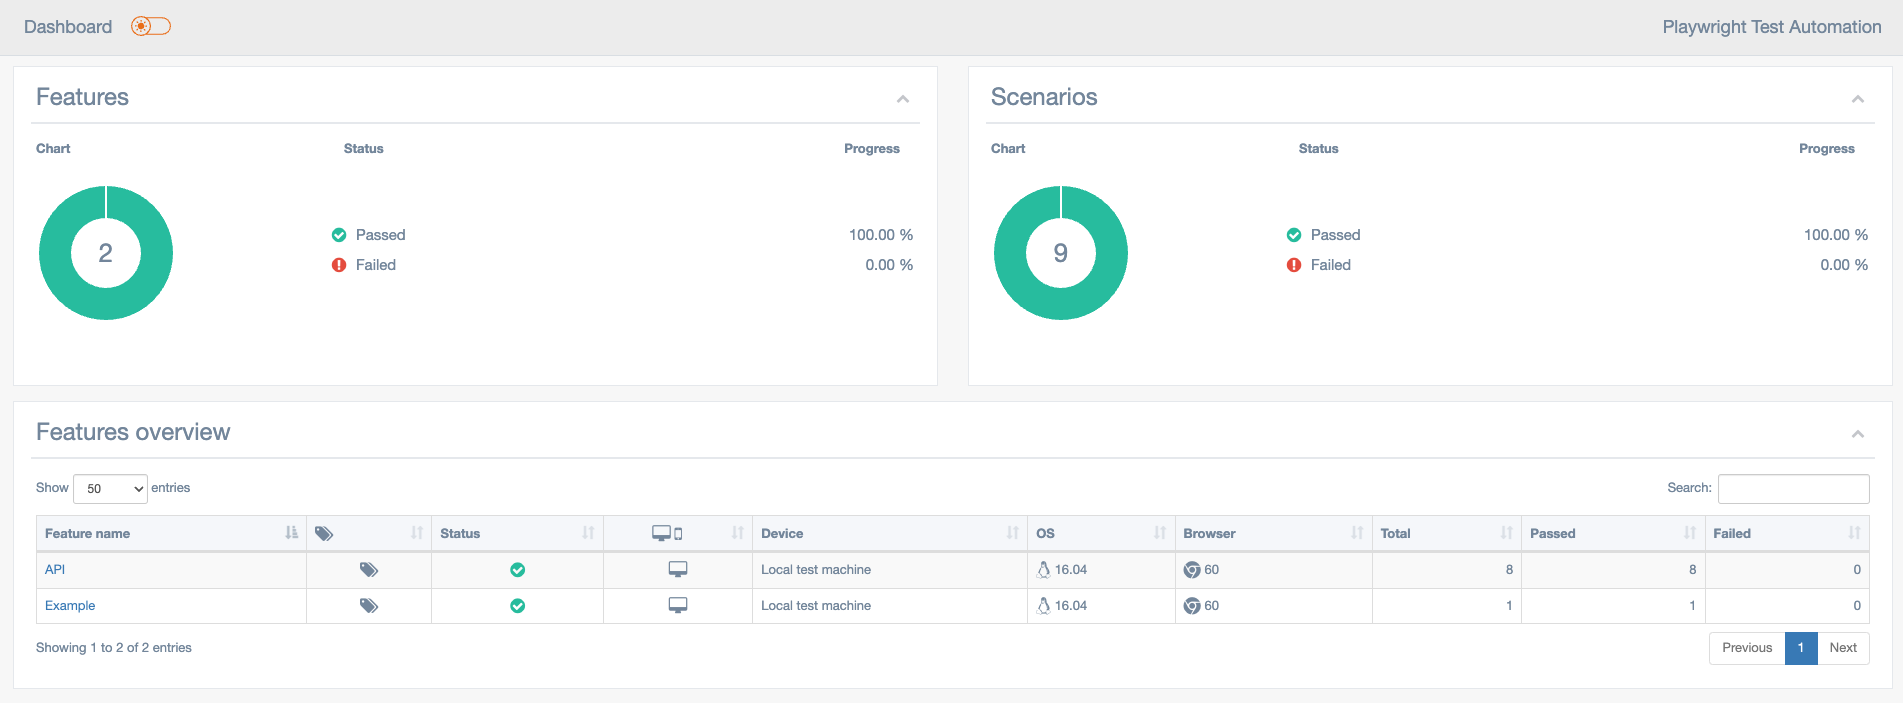 Dashboard
Playwright Test Automation
Features
Chart Status Progress
2
Passed 100.00 %
Failed 0.00 %
Scenarios
Chart Status Progress
9
Passed 100.00 %
Failed 0.00 %
Features overview
Show 50 entries
Search:
Feature name Status Device OS Browser Total Passed Failed
API Local test machine 16.04 60 8 8 0
Example Local test machine 16.04 60 1 1 0
Showing 1 to 2 of 2 entries
Previous 1 Next